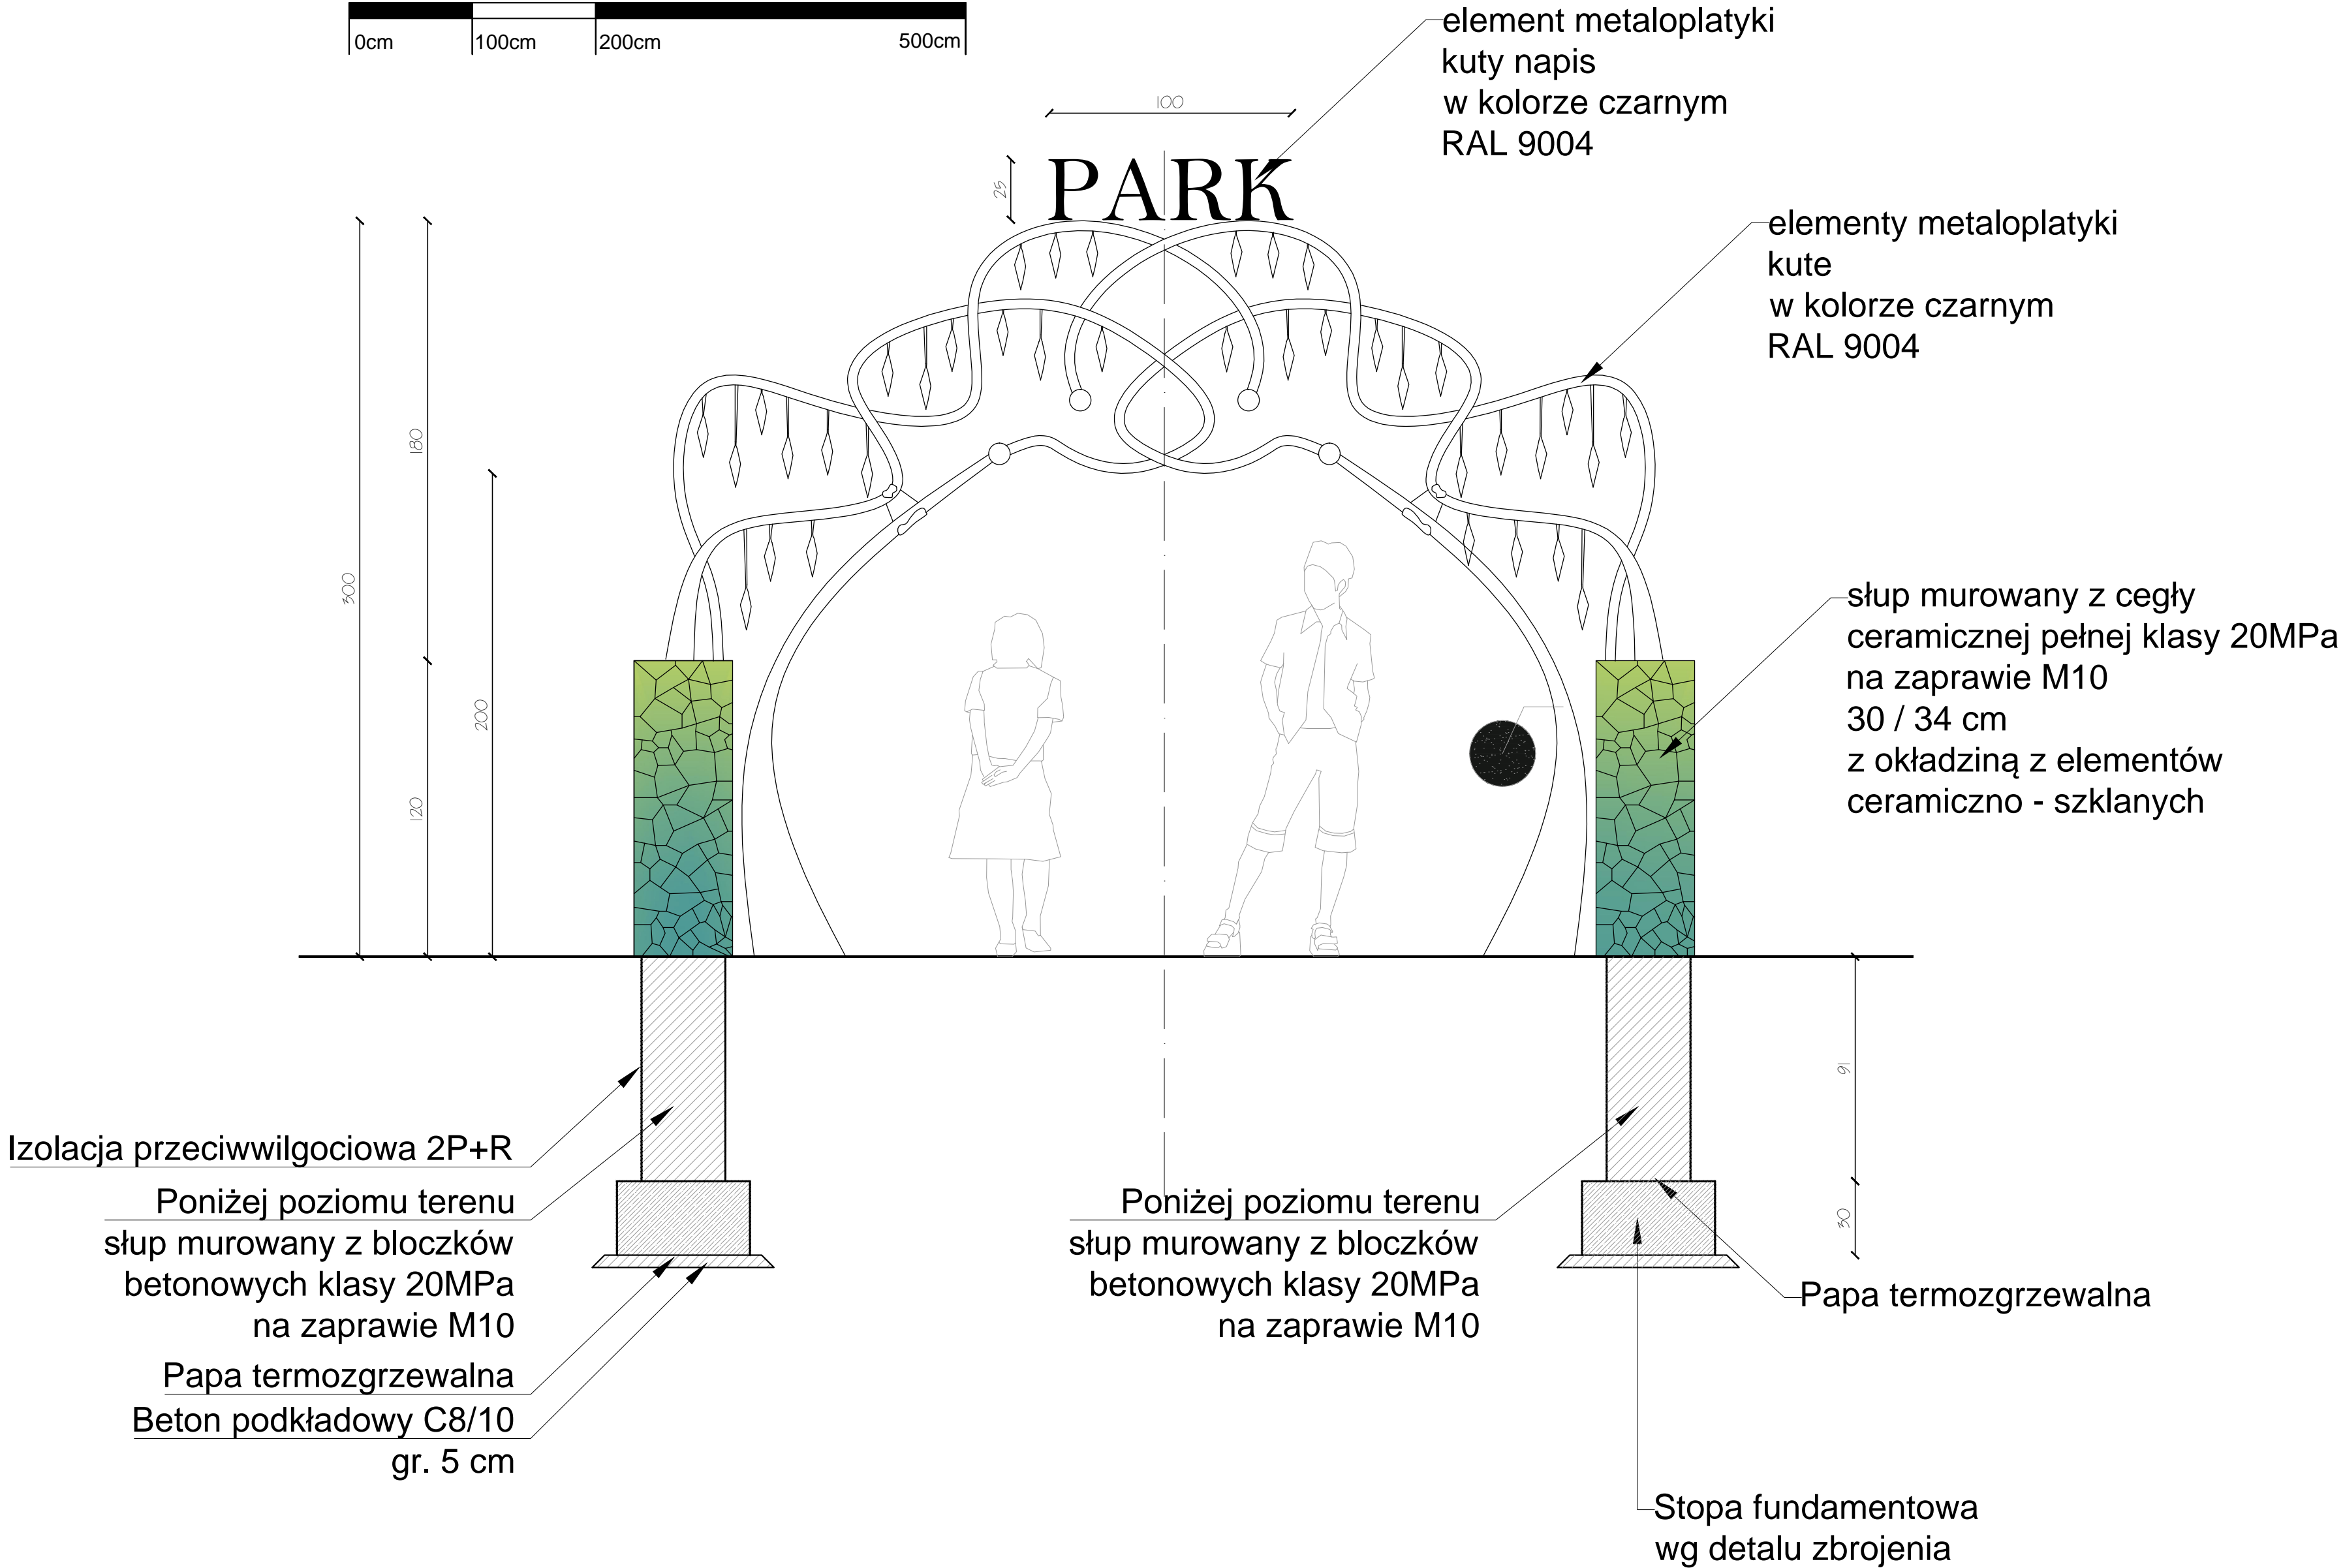 0cm
100cm
200cm
500cm
element metaloplatyki
kuty napis
w kolorze czarnym
RAL 9004
100
25
PARK
elementy metaloplatyki
kute
w kolorze czarnym
RAL 9004
300
180
120
200
słup murowany z cegły
ceramicznej pełnej klasy 20MPa
na zaprawie M10
30 / 34 cm
z okładziną z elementów
ceramiczno - szklanych
91
30
Izolacja przeciwwilgociowa 2P+R
Poniżej poziomu terenu
słup murowany z bloczków
betonowych klasy 20MPa
na zaprawie M10
Papa termozgrzewalna
Beton podkładowy C8/10
gr. 5 cm
Poniżej poziomu terenu
słup murowany z bloczków
betonowych klasy 20MPa
na zaprawie M10
Papa termozgrzewalna
Stopa fundamentowa
wg detalu zbrojenia